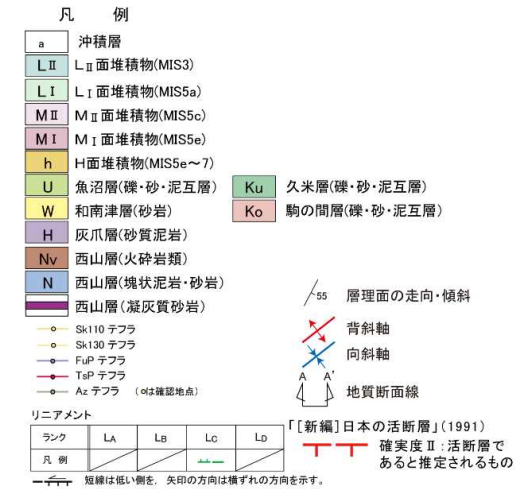 凡 例
a 沖積層
LⅡ LⅡ面堆積物(MIS3)
LⅠ LⅠ面堆積物(MIS5a)
MⅡ MⅡ面堆積物(MIS5c)
MⅠ MⅠ面堆積物(MIS5e)
h H面堆積物(MIS5e～7)
U 魚沼層(礫・砂・泥互層)
W 和南津層(砂岩)
H 灰爪層(砂質泥岩)
Nv 西山層(火砕岩類)
N 西山層(塊状泥岩・砂岩)
西山層(凝灰質砂岩)
Ku 久米層(礫・砂・泥互層)
Ko 駒の間層(礫・砂・泥互層)
Sk110 テフラ
Sk130 テフラ
FuP テフラ
TsP テフラ
Az テフラ (oは確認地点)
55 層理面の走向・傾斜
背斜軸
向斜軸
A A' 地質断面線
リニアメント
ランク LA LB LC LD
凡 例
短線は低い側を, 矢印の方向は横ずれの方向を示す。
「[新編]日本の活断層」(1991)
確実度Ⅱ:活断層で
あると推定されるもの